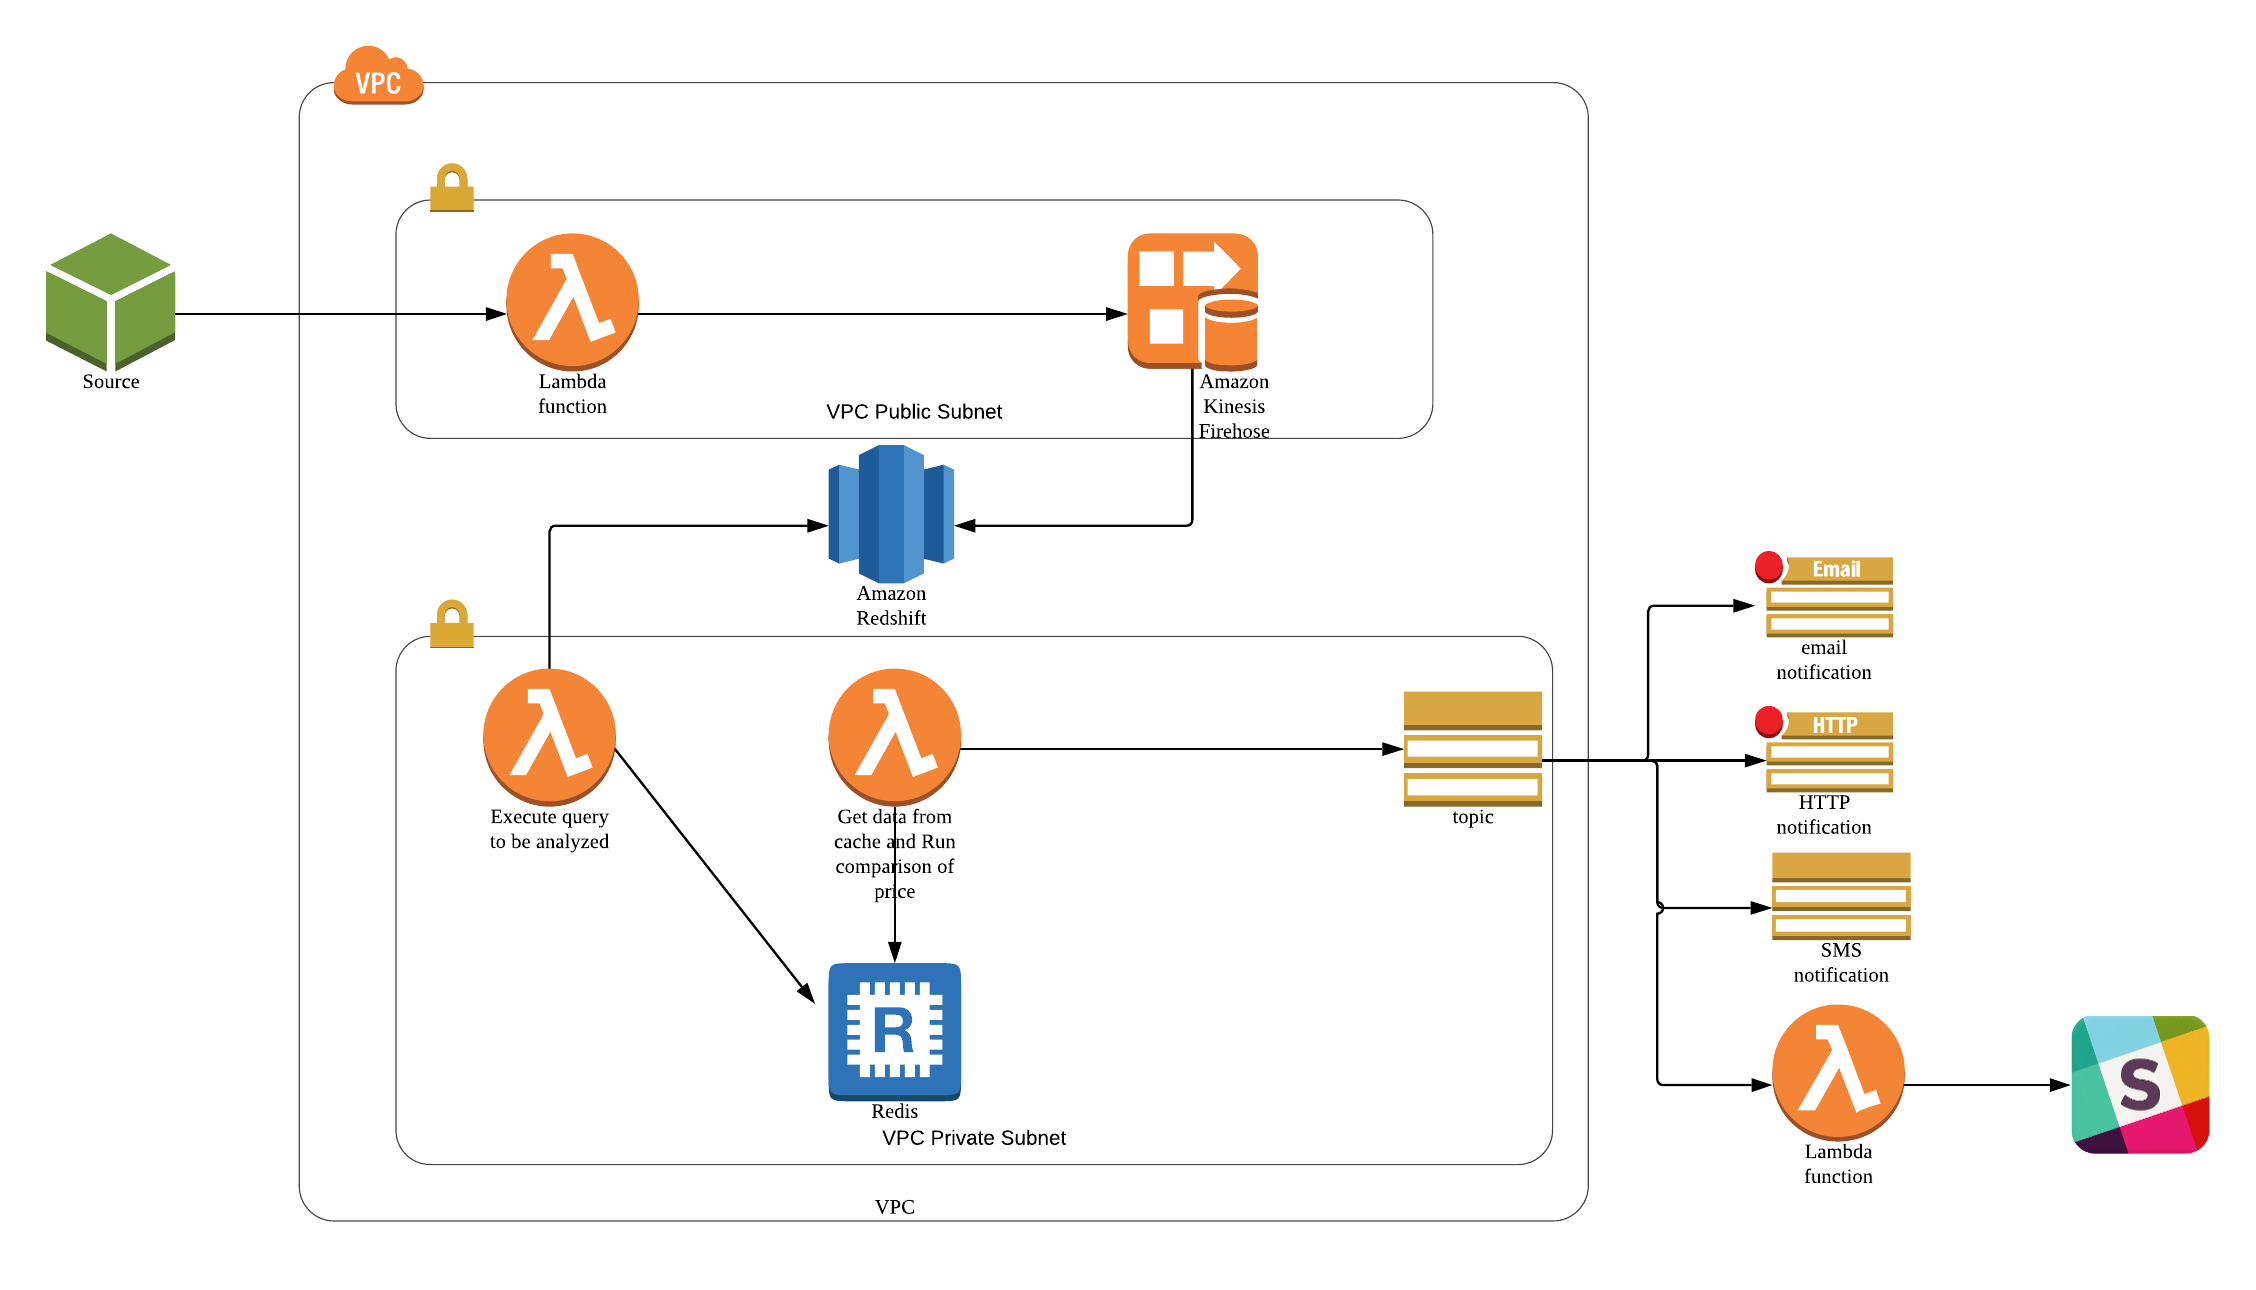 VPC
Source
Lambda
function
VPC Public Subnet
Amazon
Kinesis
Firehose
Amazon
Redshift
Execute query
to be analyzed
Get data from
cache and Run
comparison of
price
topic
R
Redis
VPC Private Subnet
VPC
Email
email
notification
HTTP
HTTP
notification
SMS
notification
Lambda
function
S